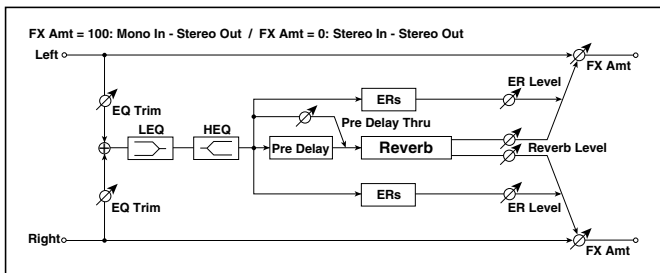 FX Amt = 100: Mono In - Stereo Out / FX Amt = 0: Stereo In - Stereo Out
Left
FX Amt
EQ Trim
ERs
ER Level
LEQ
HEQ
Pre Delay Thru
Pre Delay
Reverb
Reverb Level
EQ Trim
ERs
ER Level
Right
FX Amt